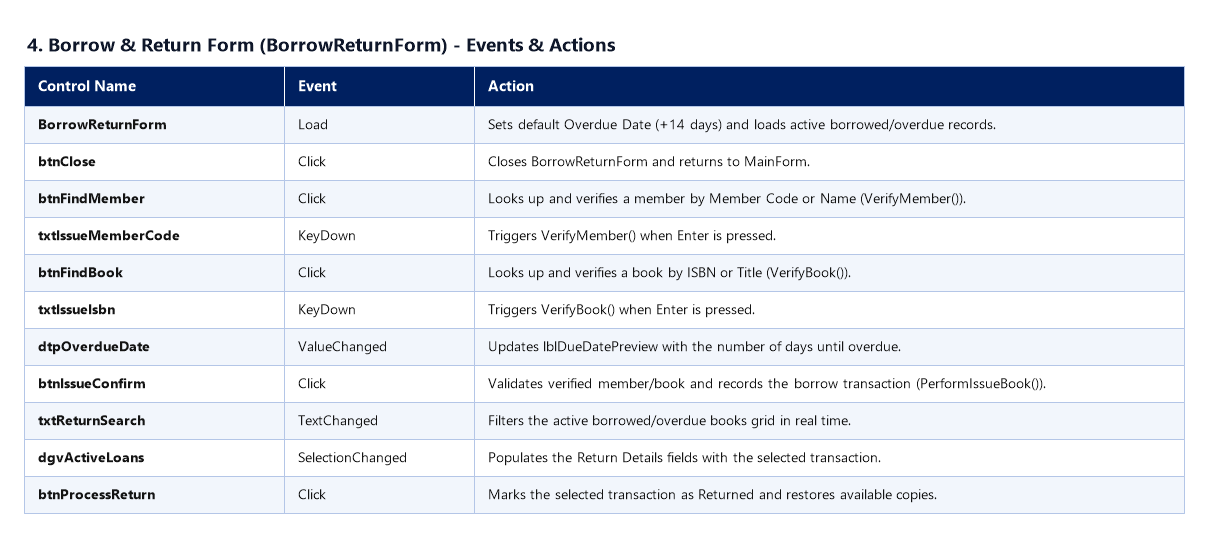 4. Borrow & Return Form (BorrowReturnForm) - Events & Actions
Control Name Event Action
BorrowReturnForm Load Sets default Overdue Date (+14 days) and loads active borrowed/overdue records.
btnClose Click Closes BorrowReturnForm and returns to MainForm.
btnFindMember Click Looks up and verifies a member by Member Code or Name (VerifyMember()).
txtIssueMemberCode KeyDown Triggers VerifyMember() when Enter is pressed.
btnFindBook Click Looks up and verifies a book by ISBN or Title (VerifyBook()).
txtIssueIsbn KeyDown Triggers VerifyBook() when Enter is pressed.
dtpOverdueDate ValueChanged Updates lblDueDatePreview with the number of days until overdue.
btnIssueConfirm Click Validates verified member/book and records the borrow transaction (PerformIssueBook()).
txtReturnSearch TextChanged Filters the active borrowed/overdue books grid in real time.
dgvActiveLoans SelectionChanged Populates the Return Details fields with the selected transaction.
btnProcessReturn Click Marks the selected transaction as Returned and restores available copies.